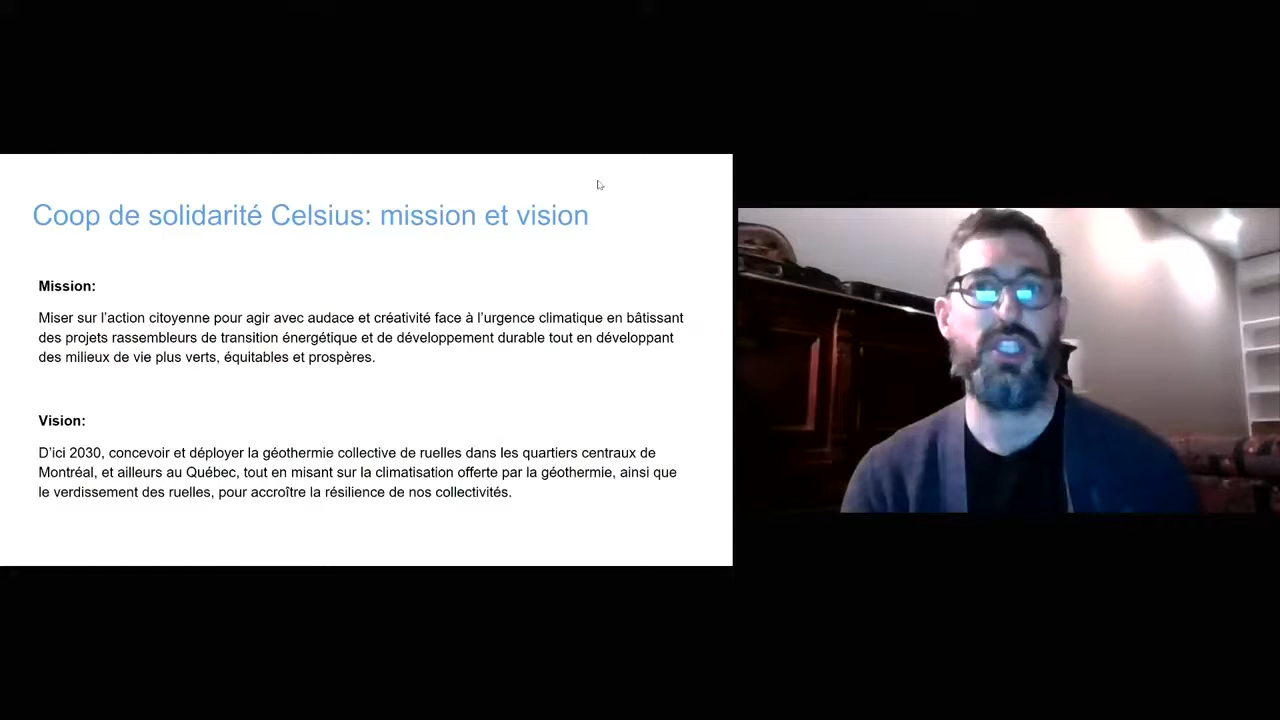 Coop de solidarité Celsius: mission et vision
Mission:
Miser sur l’action citoyenne pour agir avec audace et créativité face à l’urgence climatique en bâtissant
des projets rassembleurs de transition énergétique et de développement durable tout en développant
des milieux de vie plus verts, équitables et prospères.
Vision:
D’ici 2030, concevoir et déployer la géothermie collective de ruelles dans les quartiers centraux de
Montréal, et ailleurs au Québec, tout en misant sur la climatisation offerte par la géothermie, ainsi que
le verdissement des ruelles, pour accroître la résilience de nos collectivités.